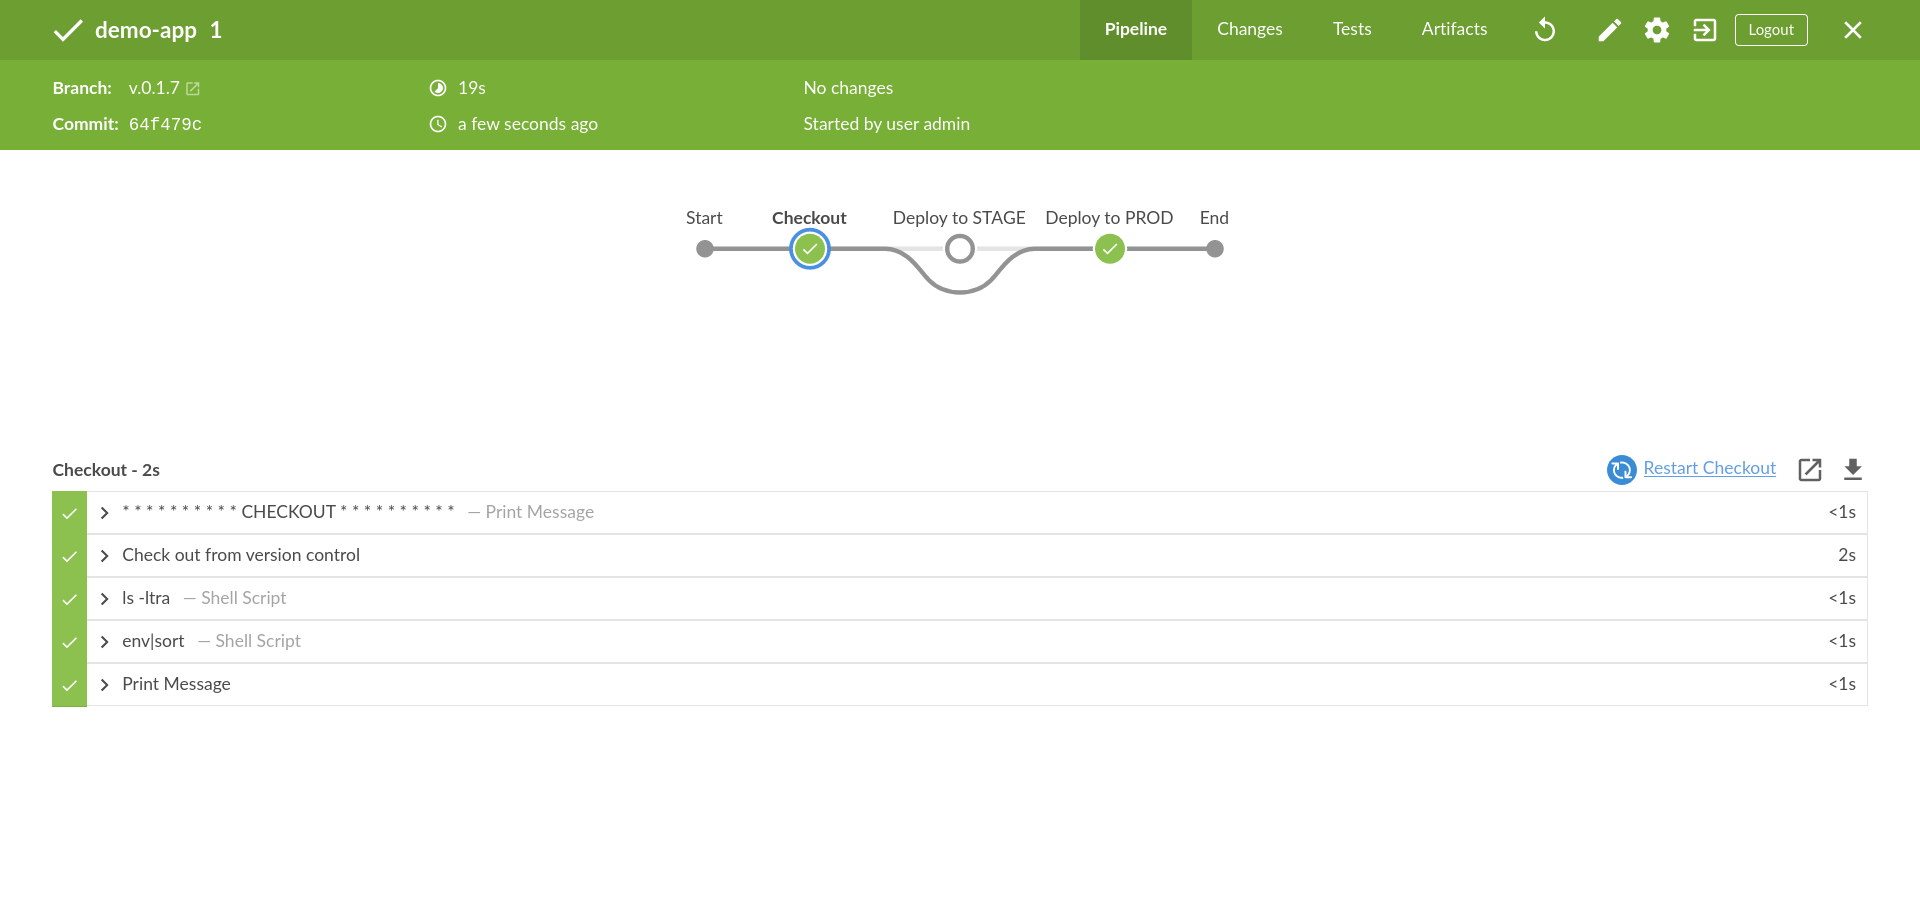 demo-app 1
Pipeline Changes Tests Artifacts Logout
Branch: v.0.1.7 19s No changes
Commit: 64f479c a few seconds ago Started by user admin
Start Checkout Deploy to STAGE Deploy to PROD End
Checkout - 2s Restart Checkout
* * * * * * * * * * CHECKOUT * * * * * * * * * * — Print Message <1s
Check out from version control 2s
ls -ltra — Shell Script <1s
env|sort — Shell Script <1s
Print Message <1s